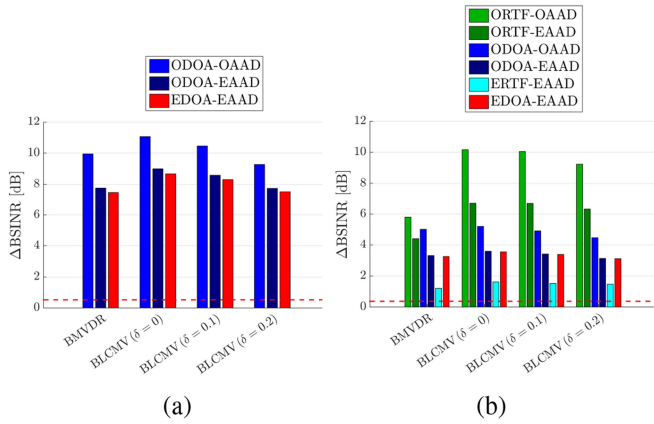 ODOA-OAAD
ODOA-EAAD
EDOA-EAAD
12
10
8
6
4
2
0
ΔBSINR [dB]
BMVDR
BLCMV (δ = 0)
BLCMV (δ = 0.1)
BLCMV (δ = 0.2)
(a)
ORTF-OAAD
ORTF-EAAD
ODOA-OAAD
ODOA-EAAD
ERTF-EAAD
EDOA-EAAD
12
10
8
6
4
2
0
ΔBSINR [dB]
BMVDR
BLCMV (δ = 0)
BLCMV (δ = 0.1)
BLCMV (δ = 0.2)
(b)